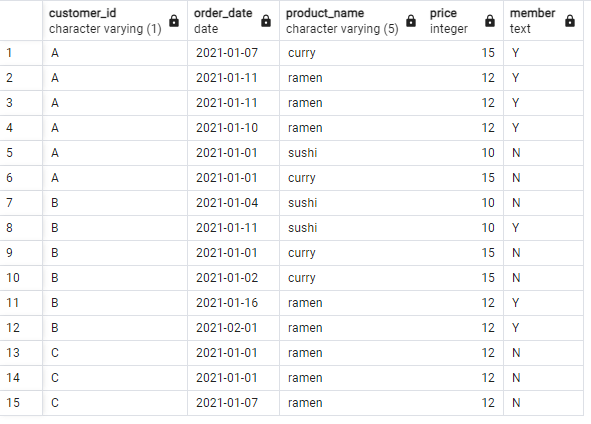 customer_id order_date product_name price member
character varying (1) date character varying (5) integer text
1 A 2021-01-07 curry 15 Y
2 A 2021-01-11 ramen 12 Y
3 A 2021-01-11 ramen 12 Y
4 A 2021-01-10 ramen 12 Y
5 A 2021-01-01 sushi 10 N
6 A 2021-01-01 curry 15 N
7 B 2021-01-04 sushi 10 N
8 B 2021-01-11 sushi 10 Y
9 B 2021-01-01 curry 15 N
10 B 2021-01-02 curry 15 N
11 B 2021-01-16 ramen 12 Y
12 B 2021-02-01 ramen 12 Y
13 C 2021-01-01 ramen 12 N
14 C 2021-01-01 ramen 12 N
15 C 2021-01-07 ramen 12 N